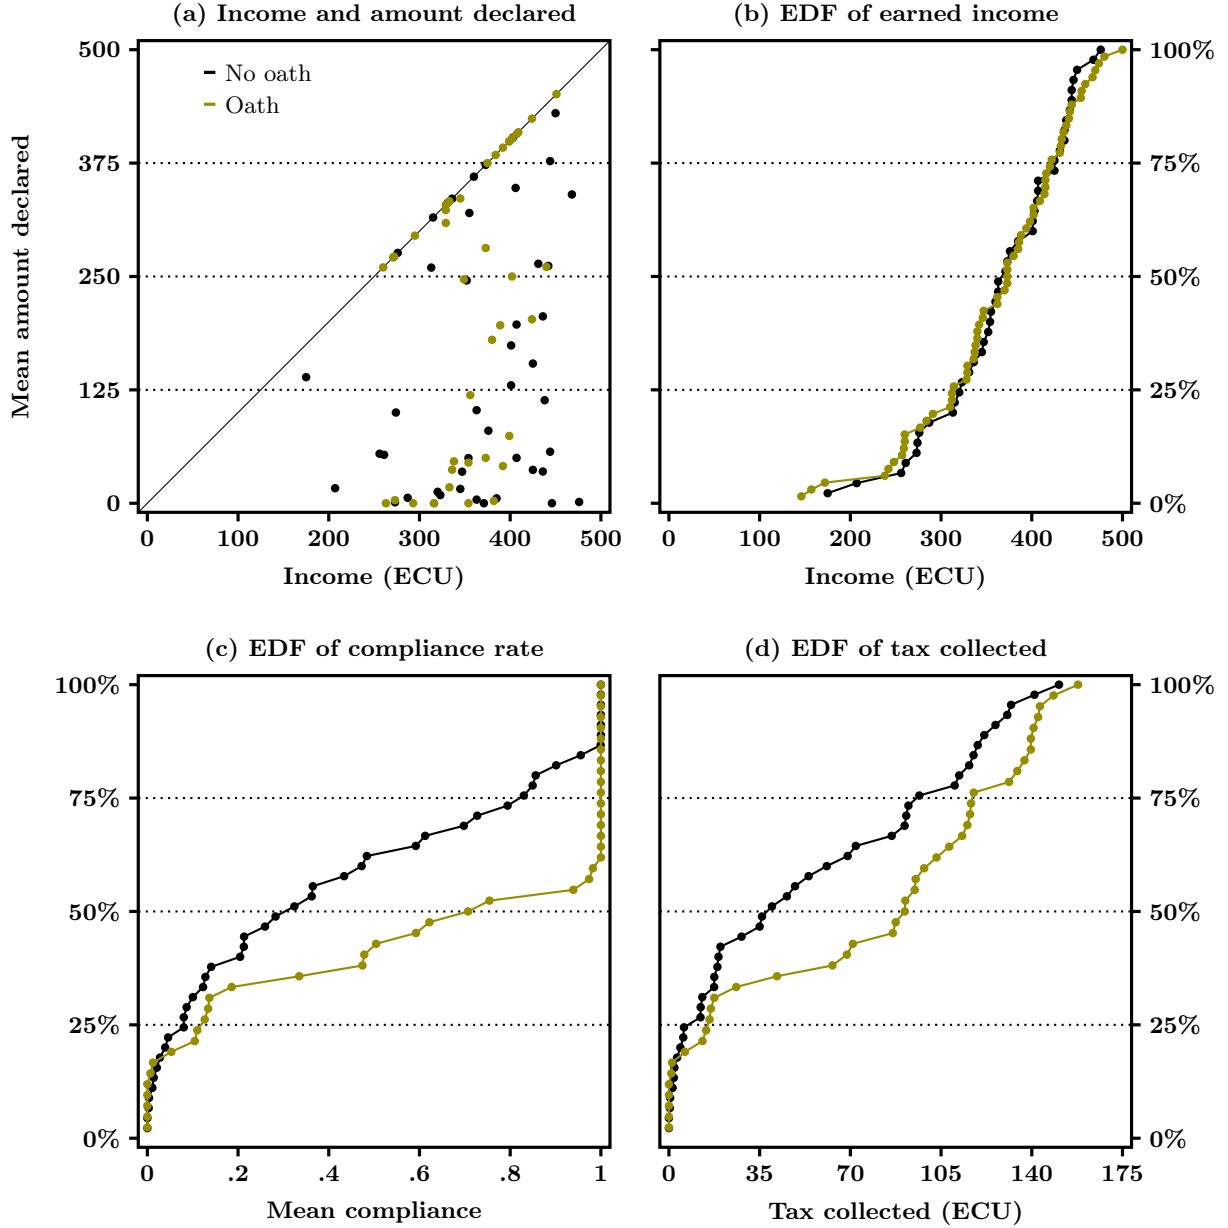 (a) Income and amount declared
(b) EDF of earned income
Mean amount declared
500
375
250
125
0
No oath
Oath
0 100 200 300 400 500
Income (ECU)
100%
75%
50%
25%
0%
0 100 200 300 400 500
Income (ECU)
(c) EDF of compliance rate
(d) EDF of tax collected
100%
75%
50%
25%
0%
0 .2 .4 .6 .8 1
Mean compliance
100%
75%
50%
25%
0%
0 35 70 105 140 175
Tax collected (ECU)